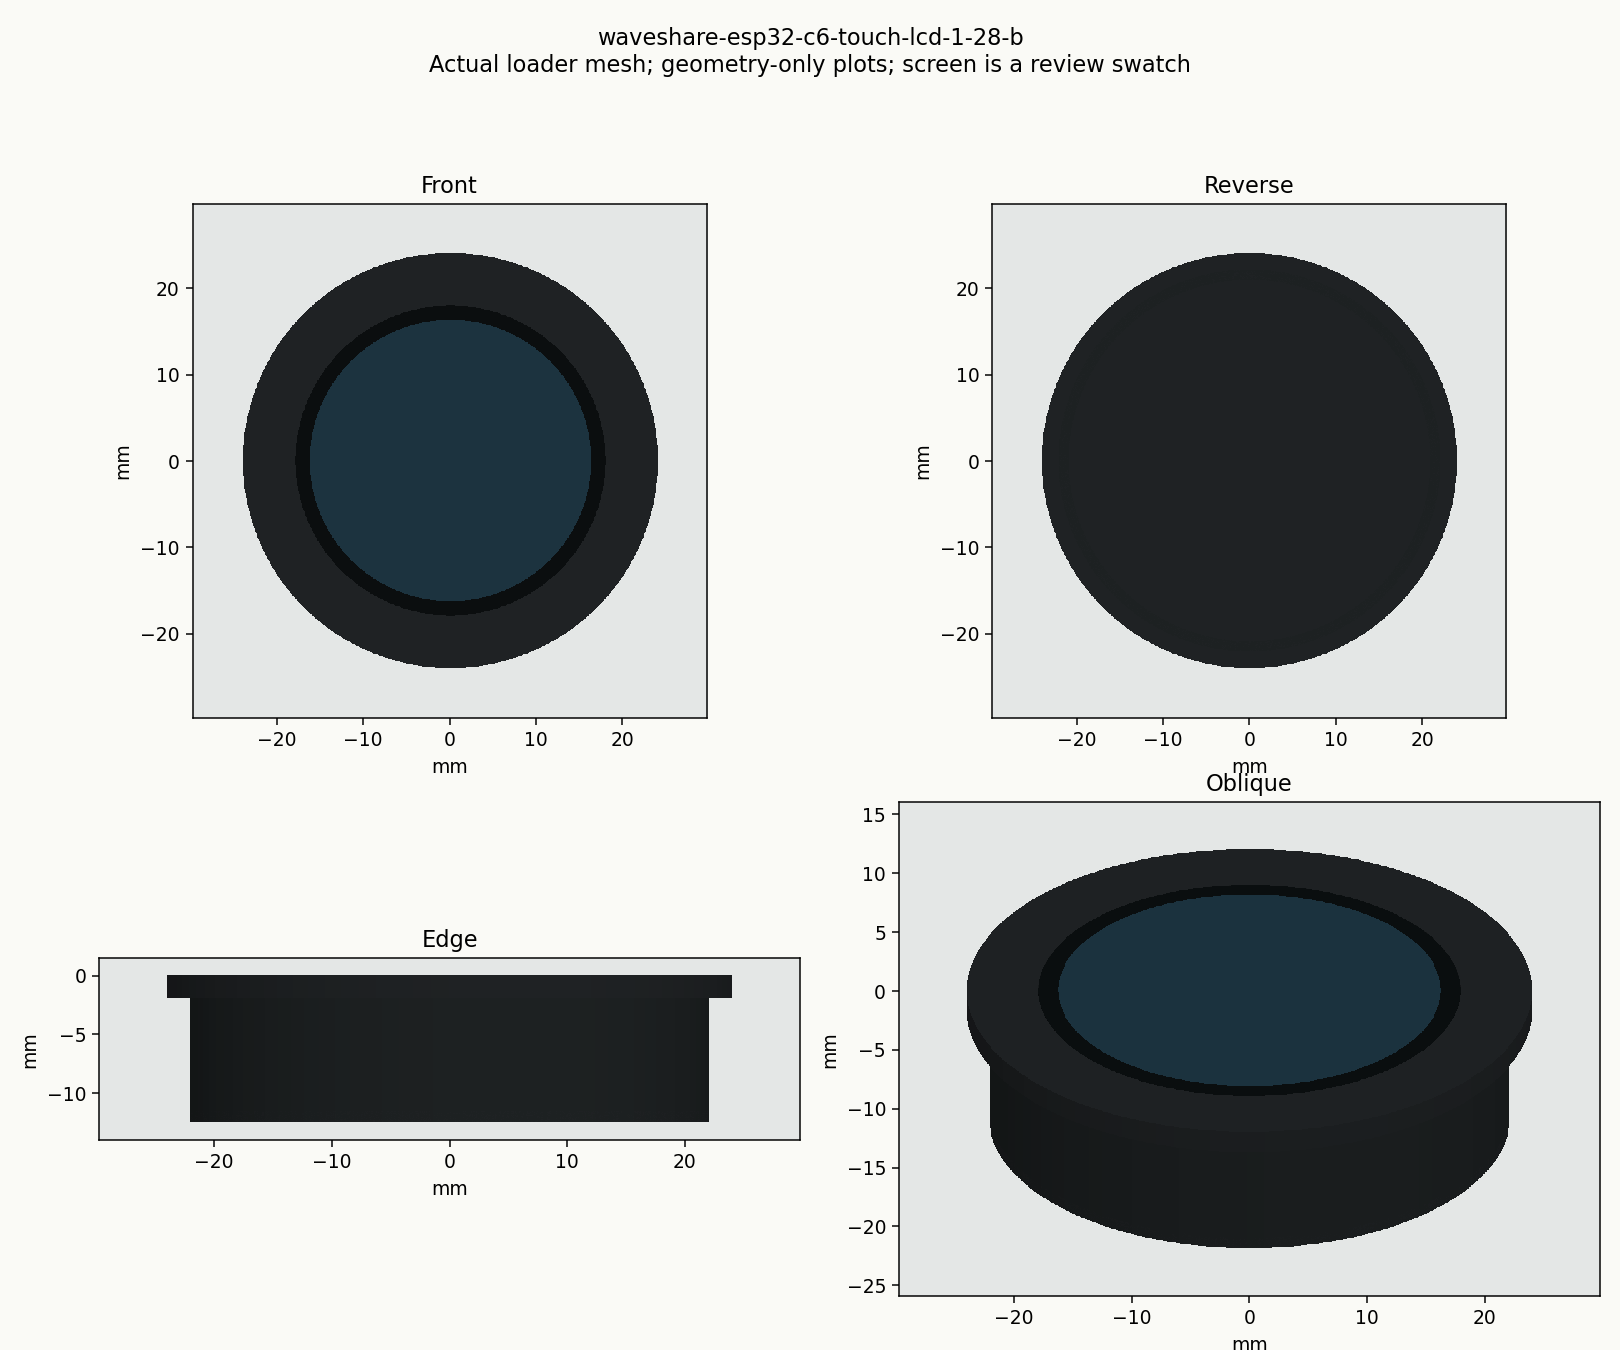 waveshare-esp32-c6-touch-lcd-1-28-b
Actual loader mesh; geometry-only plots; screen is a review swatch
Front
20
10
0
−10
−20
mm
−20 −10 0 10 20
mm
Reverse
20
10
0
−10
−20
mm
−20 −10 0 10 20
mm
Edge
0
−5
−10
mm
−20 −10 0 10 20
mm
Oblique
15
10
5
0
−5
−10
−15
−20
−25
mm
−20 −10 0 10 20
mm